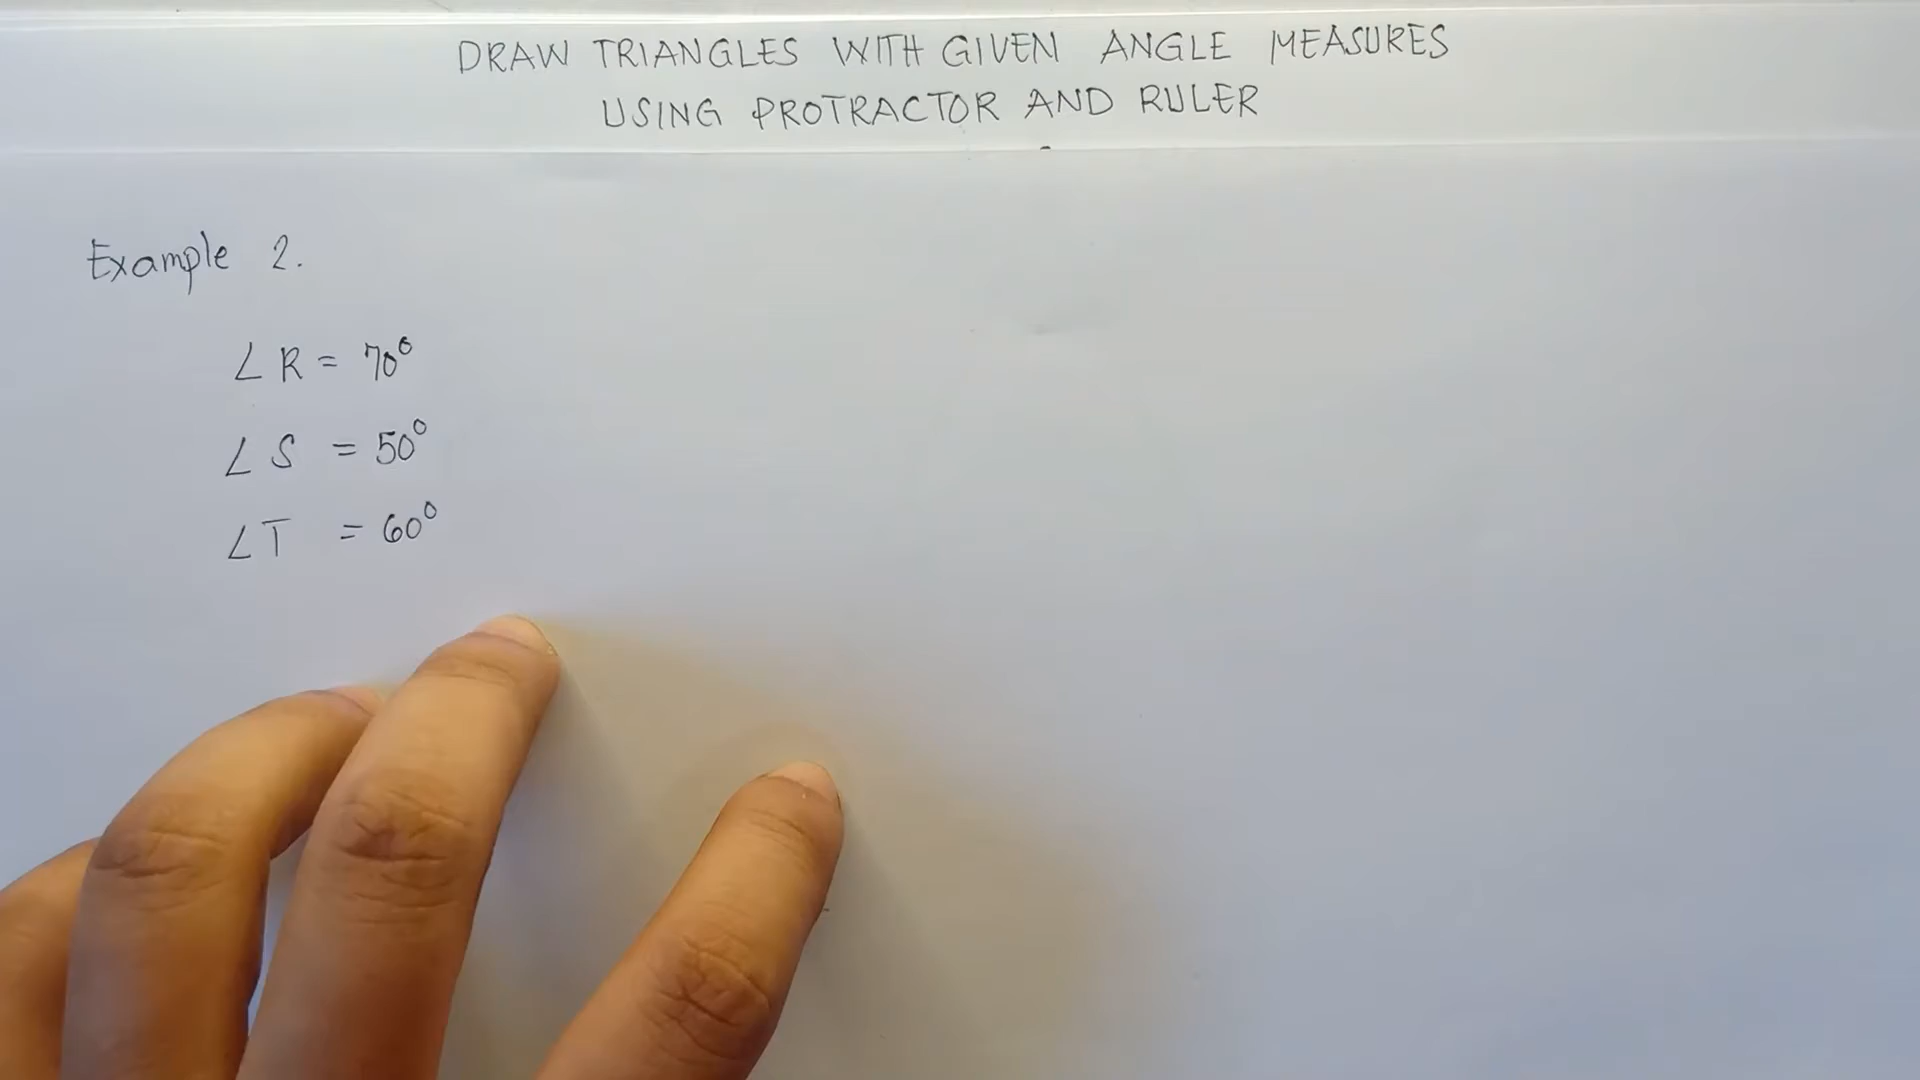 DRAW TRIANGLES WITH GIVEN ANGLE MEASURES
USING PROTRACTOR AND RULER
Example 2.
∠R = 70°
∠S = 50°
∠T = 60°